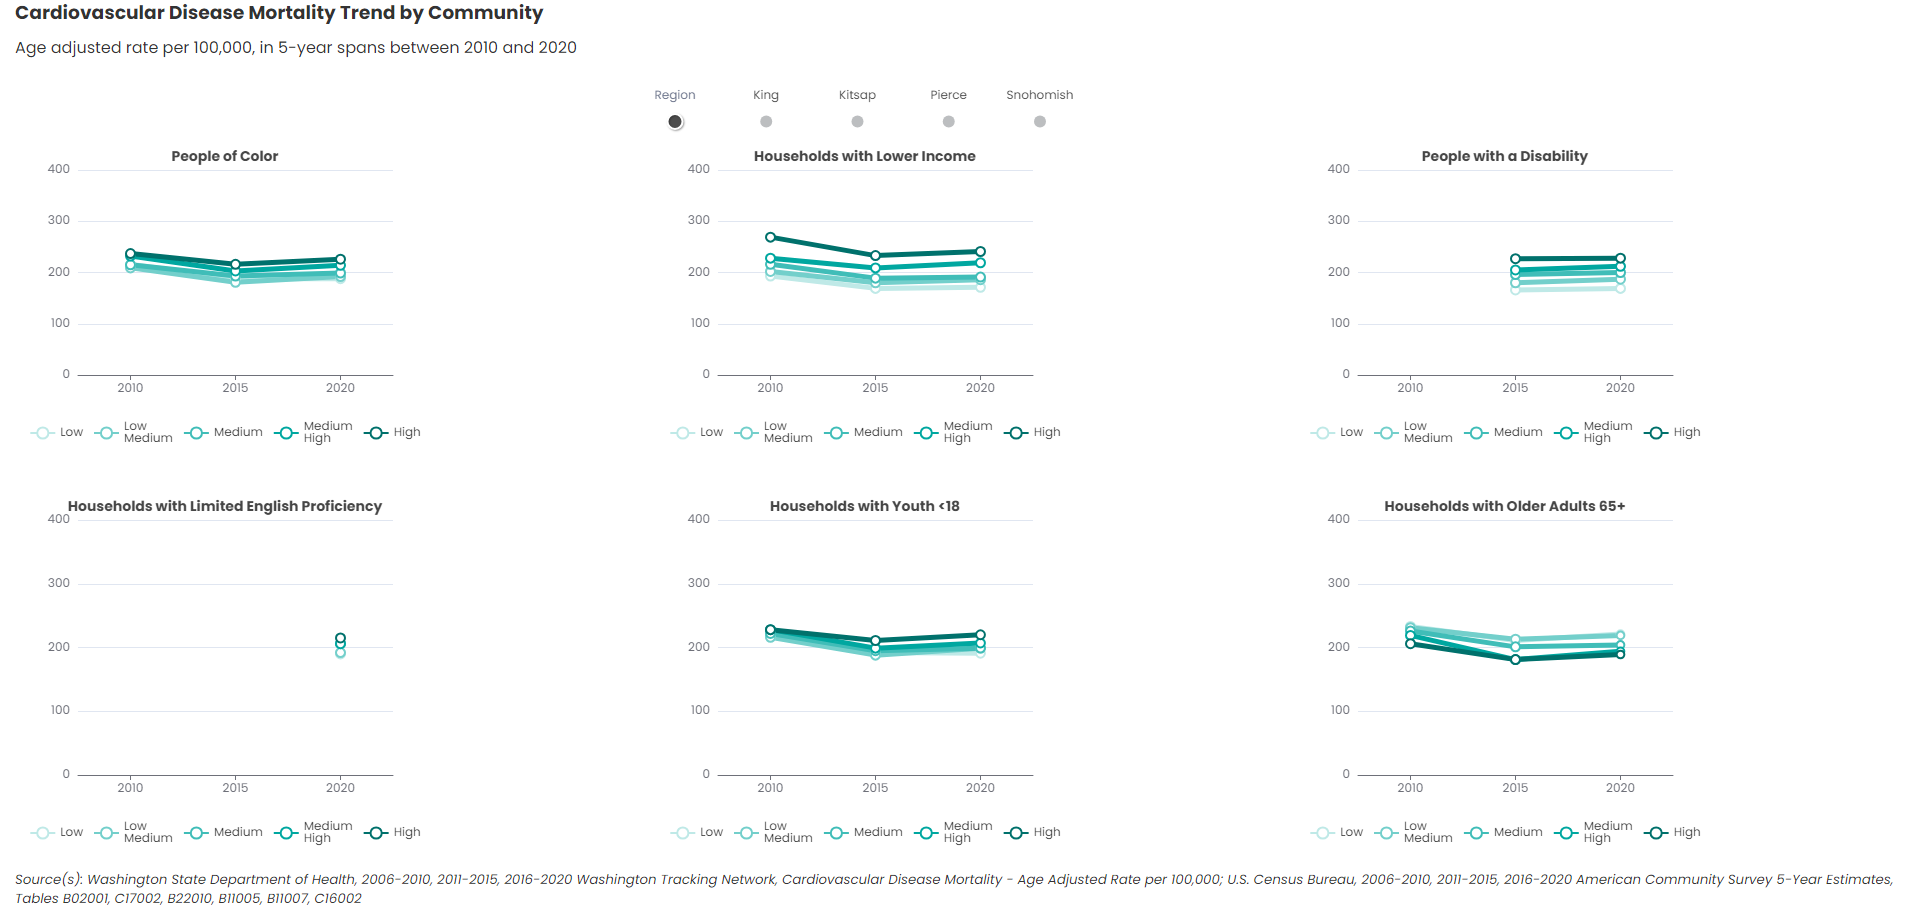 Cardiovascular Disease Mortality Trend by Community
Age adjusted rate per 100,000, in 5-year spans between 2010 and 2020
Region King Kitsap Pierce Snohomish
People of Color
400
300
200
100
0
2010 2015 2020
Low Low Medium Medium Medium High High
Households with Lower Income
400
300
200
100
0
2010 2015 2020
Low Low Medium Medium Medium High High
People with a Disability
400
300
200
100
0
2010 2015 2020
Low Low Medium Medium Medium High High
Households with Limited English Proficiency
400
300
200
100
0
2010 2015 2020
Low Low Medium Medium Medium High High
Households with Youth <18
400
300
200
100
0
2010 2015 2020
Low Low Medium Medium Medium High High
Households with Older Adults 65+
400
300
200
100
0
2010 2015 2020
Low Low Medium Medium Medium High High
Source(s): Washington State Department of Health, 2006-2010, 2011-2015, 2016-2020 Washington Tracking Network, Cardiovascular Disease Mortality - Age Adjusted Rate per 100,000; U.S. Census Bureau, 2006-2010, 2011-2015, 2016-2020 American Community Survey 5-Year Estimates,
Tables B02001, C17002, B22010, B11005, B11007, C16002